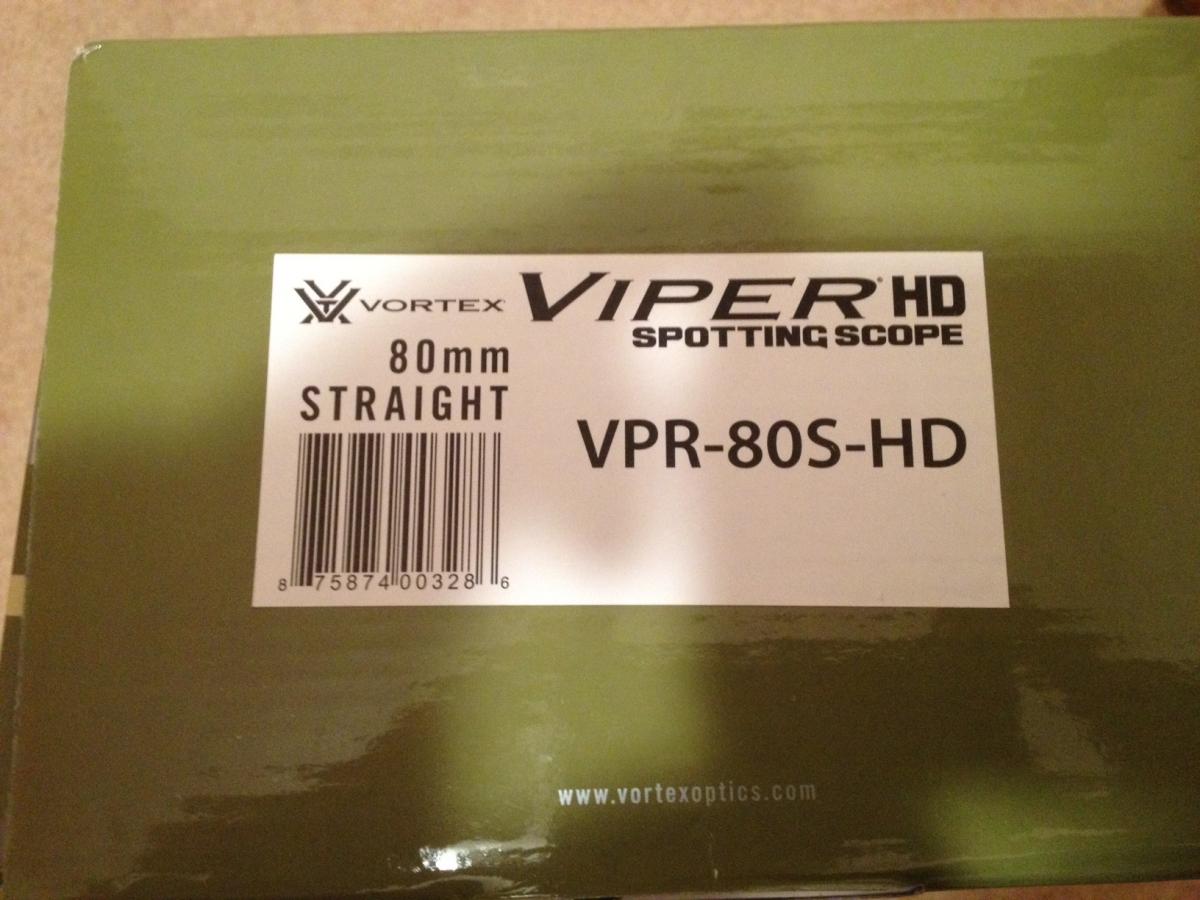 VORTEX
VIPER® HD
SPOTTING SCOPE
80mm
STRAIGHT
VPR-80S-HD
8 75874 00328 6
www.vortexoptics.com